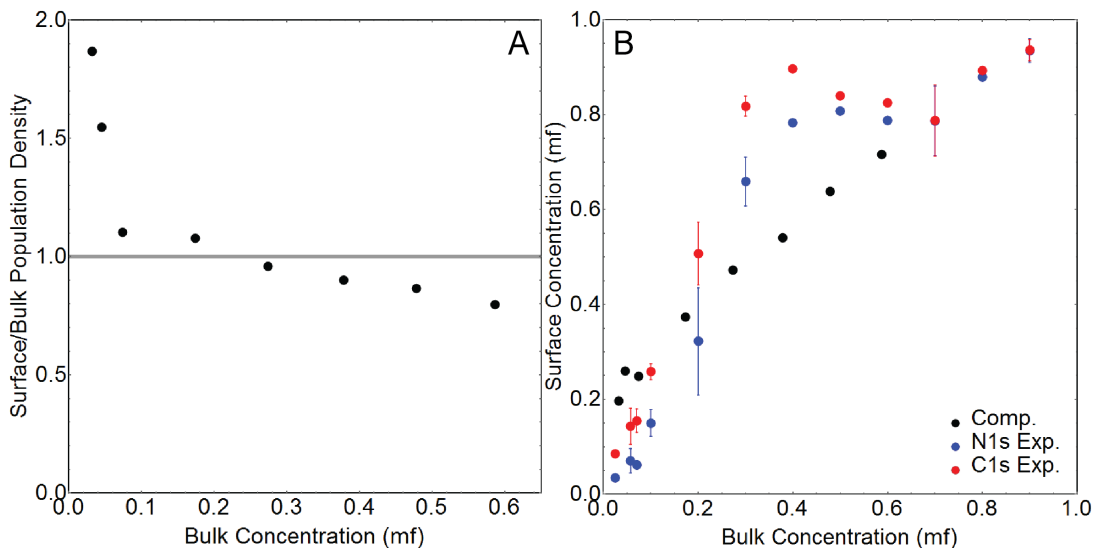 A
2.0
1.5
1.0
0.5
0.0
Surface/Bulk Population Density
0.0 0.1 0.2 0.3 0.4 0.5 0.6
Bulk Concentration (mf)
B
1.0
0.8
0.6
0.4
0.2
0.0
Surface Concentration (mf)
Comp.
N1s Exp.
C1s Exp.
0.0 0.2 0.4 0.6 0.8 1.0
Bulk Concentration (mf)